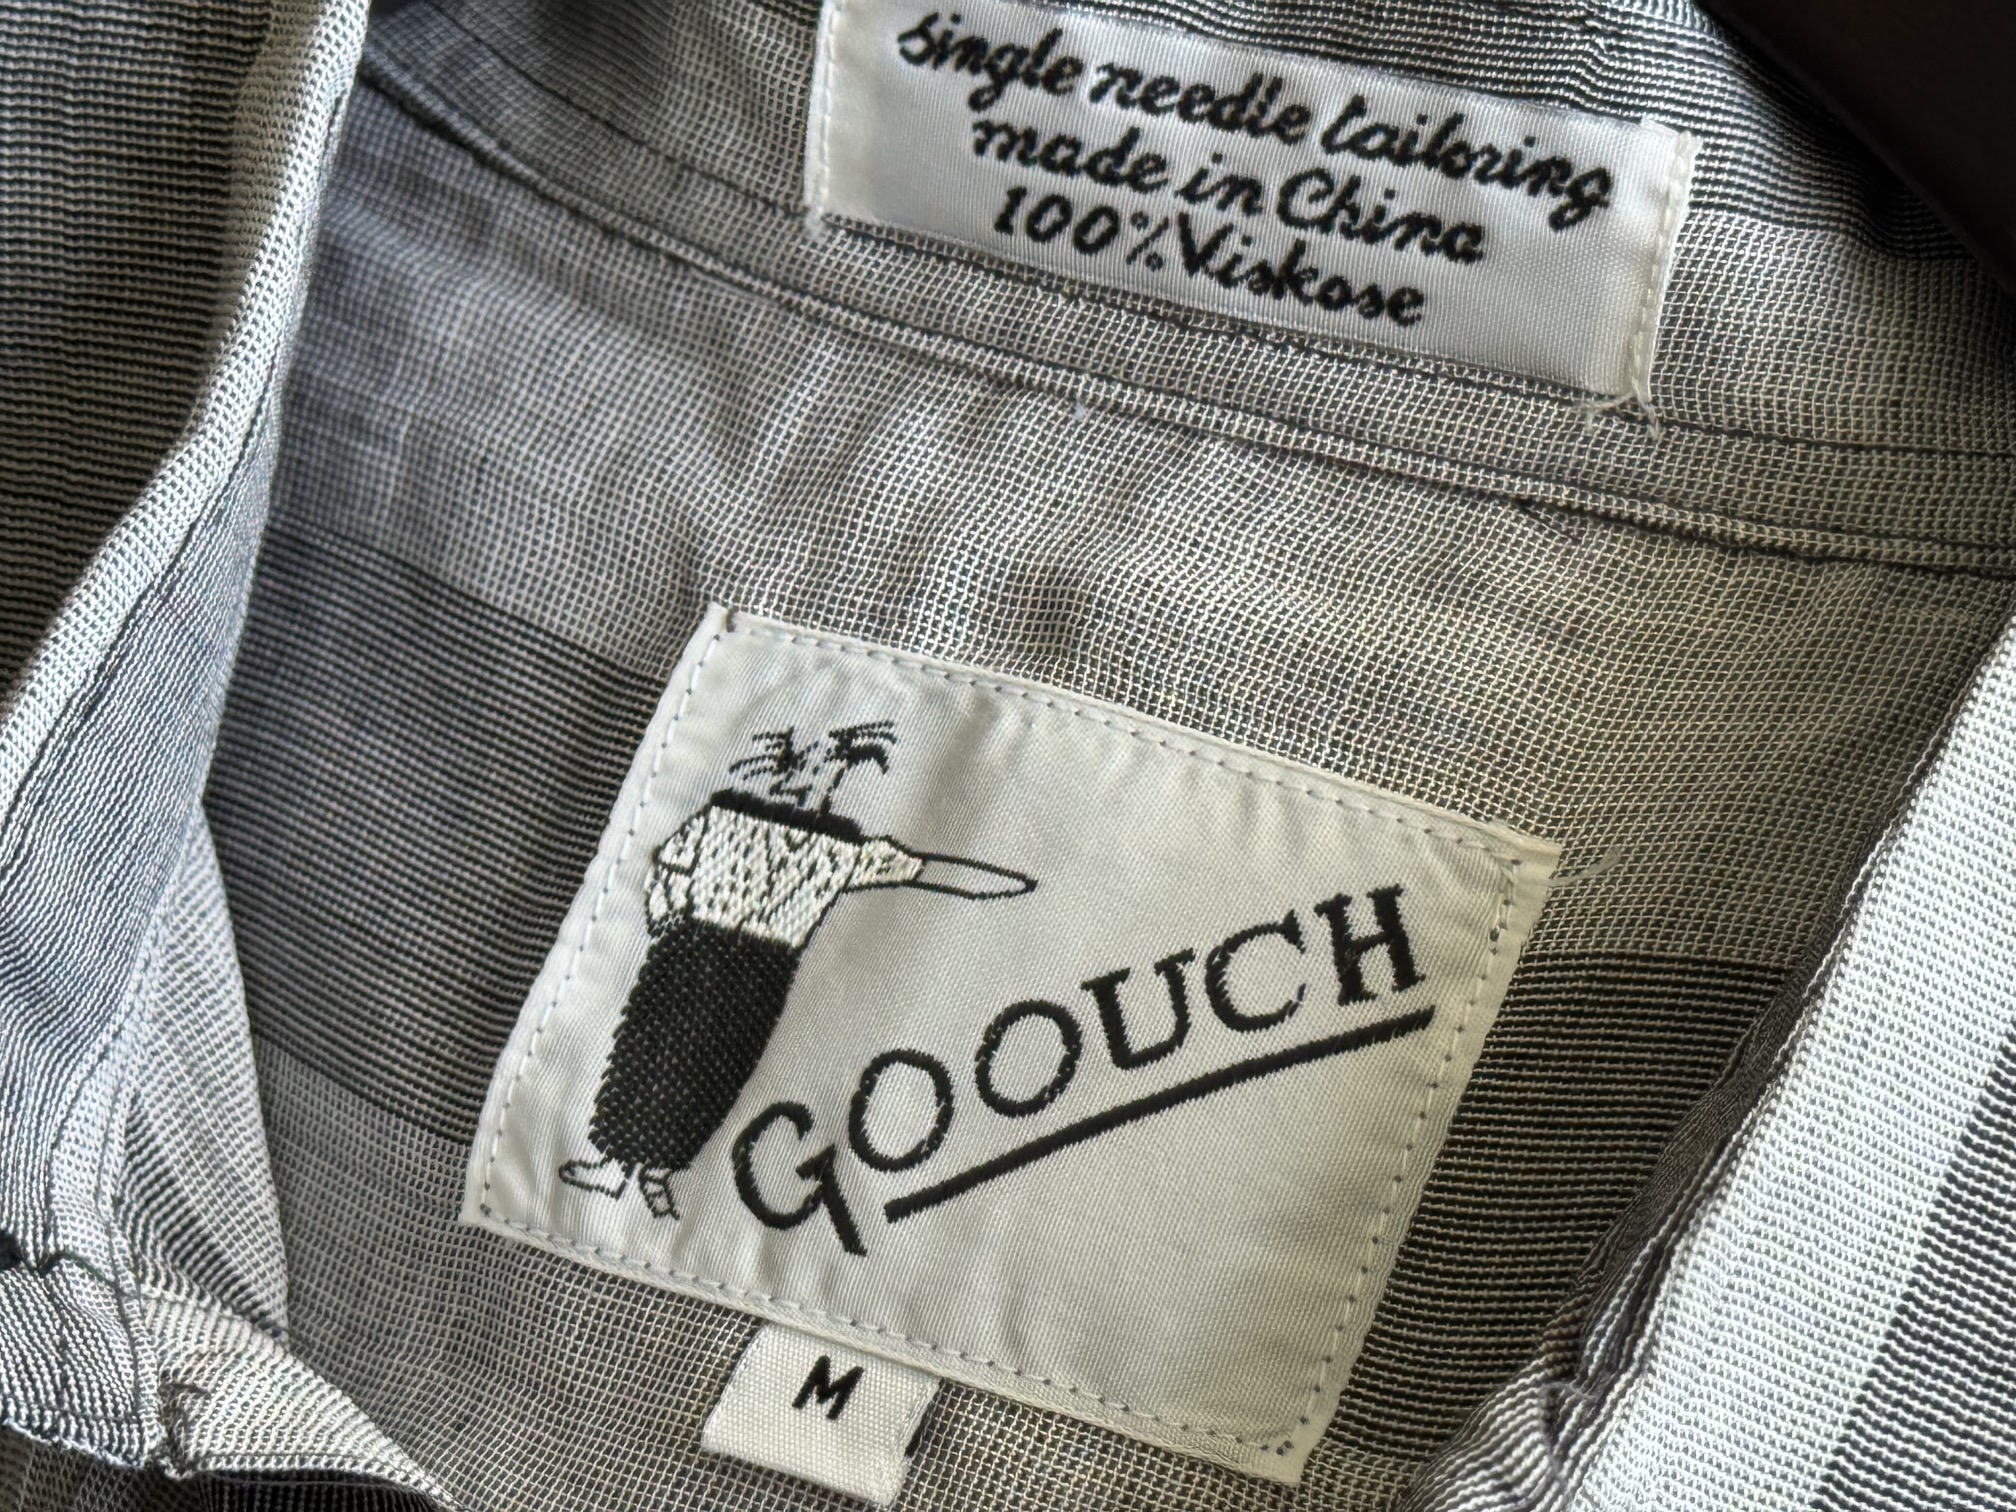 single needle tailoring
made in China
100% Viskose
GOOUCH
M